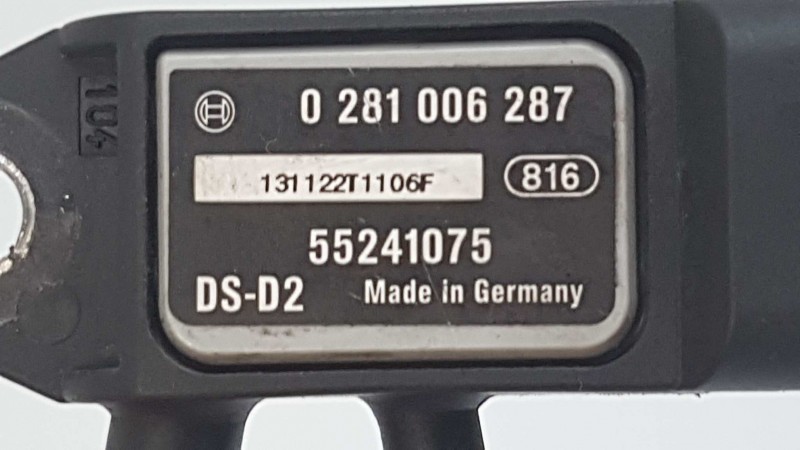 104
0 281 006 287
131122T1106F 816
55241075
DS-D2 Made in Germany